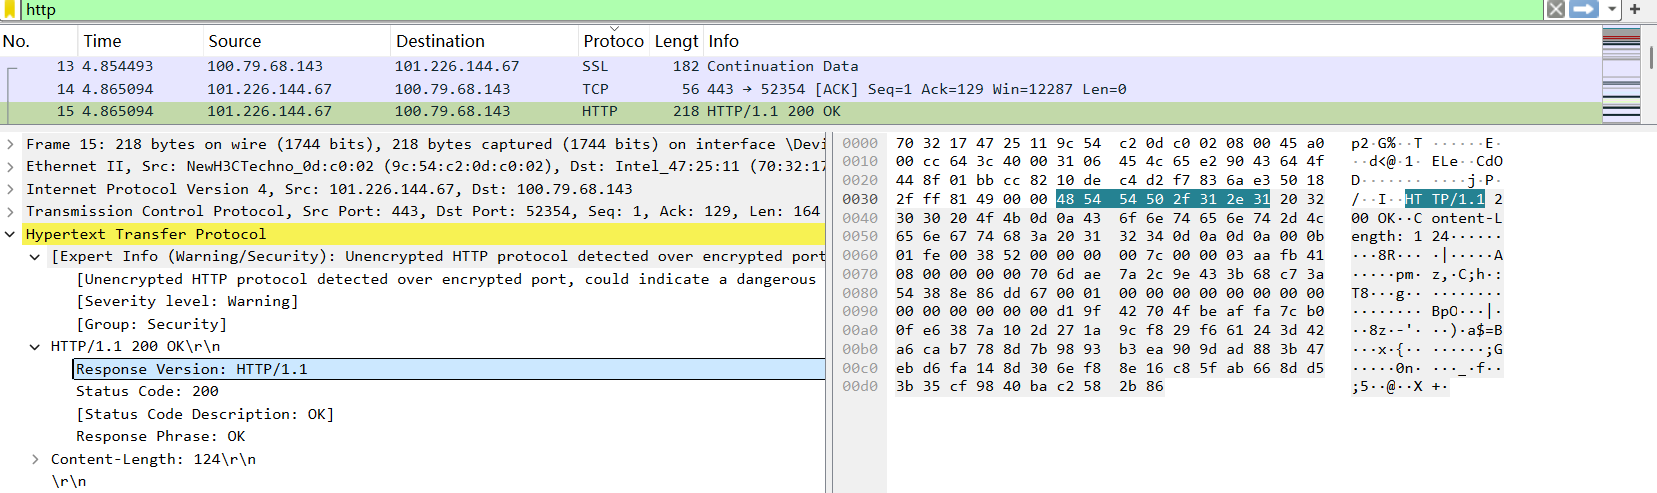 http
No. Time Source Destination Protoco Lengt Info
13 4.854493 100.79.68.143 101.226.144.67 SSL 182 Continuation Data
14 4.865094 101.226.144.67 100.79.68.143 TCP 56 443 → 52354 [ACK] Seq=1 Ack=129 Win=12287 Len=0
15 4.865094 101.226.144.67 100.79.68.143 HTTP 218 HTTP/1.1 200 OK
Frame 15: 218 bytes on wire (1744 bits), 218 bytes captured (1744 bits) on interface \Devi
Ethernet II, Src: NewH3CTechno_0d:c0:02 (9c:54:c2:0d:c0:02), Dst: Intel_47:25:11 (70:32:17
Internet Protocol Version 4, Src: 101.226.144.67, Dst: 100.79.68.143
Transmission Control Protocol, Src Port: 443, Dst Port: 52354, Seq: 1, Ack: 129, Len: 164
Hypertext Transfer Protocol
[Expert Info (Warning/Security): Unencrypted HTTP protocol detected over encrypted port
[Unencrypted HTTP protocol detected over encrypted port, could indicate a dangerous
[Severity level: Warning]
[Group: Security]
HTTP/1.1 200 OK\r\n
Response Version: HTTP/1.1
Status Code: 200
[Status Code Description: OK]
Response Phrase: OK
Content-Length: 124\r\n
\r\n
0000 70 32 17 47 25 11 9c 54 c2 0d c0 02 08 00 45 a0 p2·G%··T ······E·
0010 00 cc 64 3c 40 00 31 06 45 4c 65 e2 90 43 64 4f ··d<@·1· ELe··CdO
0020 44 8f 01 bb cc 82 10 de c4 d2 f7 83 6a e3 50 18 D······· ····j·P·
0030 2f ff 81 49 00 00 48 54 54 50 2f 31 2e 31 20 32 /··I··HT TP/1.1 2
0040 30 30 20 4f 4b 0d 0a 43 6f 6e 74 65 6e 74 2d 4c 00 OK··C ontent-L
0050 65 6e 67 74 68 3a 20 31 32 34 0d 0a 0d 0a 00 0b ength: 1 24······
0060 01 fe 00 38 52 00 00 00 00 7c 00 00 03 aa fb 41 ···8R··· ·|·····A
0070 08 00 00 00 00 70 6d ae 7a 2c 9e 43 3b 68 c7 3a ·····pm· z,·C;h·:
0080 54 38 8e 86 dd 67 00 01 00 00 00 00 00 00 00 00 T8···g·· ········
0090 00 00 00 00 00 00 d1 9f 42 70 4f be af fa 7c b0 ········ BpO···|·
00a0 0f e6 38 7a 10 2d 27 1a 9c cf f8 29 f6 61 24 3d 42 ··8z·-'· ··)·a$=B
00b0 a6 ca b7 78 8d 7b 98 93 b3 ea 90 9d ad 88 3b 47 ···x·{·· ······;G
00c0 eb d6 fa 14 8d 30 6e f8 8e 16 c8 5f ab 66 8d d5 ·····0n· ···_·f··
00d0 3b 35 cf 98 40 ba c2 58 2b 86 ;5··@··X +·